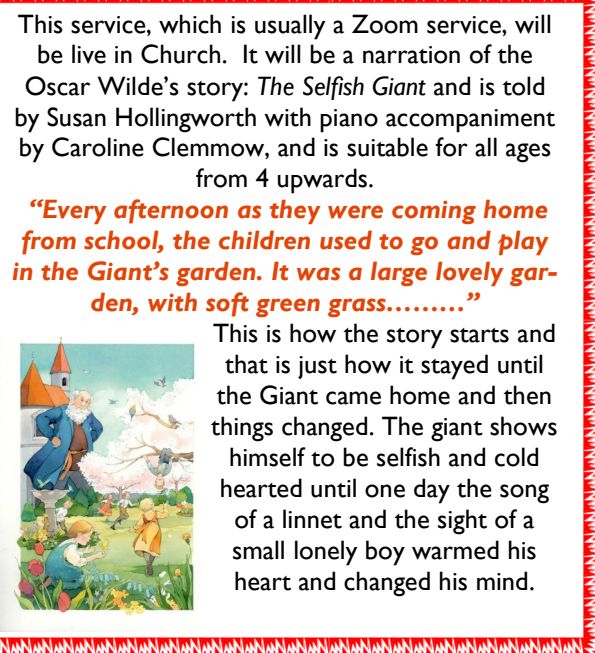 This service, which is usually a Zoom service, will
be live in Church.  It will be a narration of the
Oscar Wilde’s story: The Selfish Giant and is told
by Susan Hollingworth with piano accompaniment
by Caroline Clemmow, and is suitable for all ages
from 4 upwards.
“Every afternoon as they were coming home
from school, the children used to go and play
in the Giant’s garden. It was a large lovely gar-
den, with soft green grass………”
This is how the story starts and
that is just how it stayed until
the Giant came home and then
things changed. The giant shows
himself to be selfish and cold
hearted until one day the song
of a linnet and the sight of a
small lonely boy warmed his
heart and changed his mind.